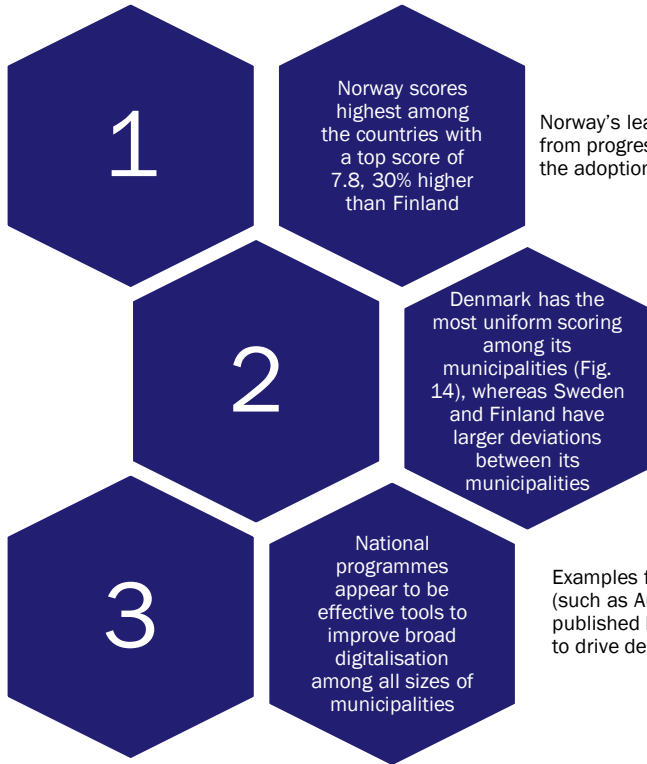 1
Norway scores
highest among
the countries with
a top score of
7.8, 30% higher
than Finland
Norway's lea
from progres
the adoption
2
Denmark has the
most uniform scoring
among its
municipalities (Fig.
14), whereas Sweden
and Finland have
larger deviations
between its
municipalities
3
National
programmes
appear to be
effective tools to
improve broad
digitalisation
among all sizes of
municipalities
Examples f
(such as Au
published
to drive de